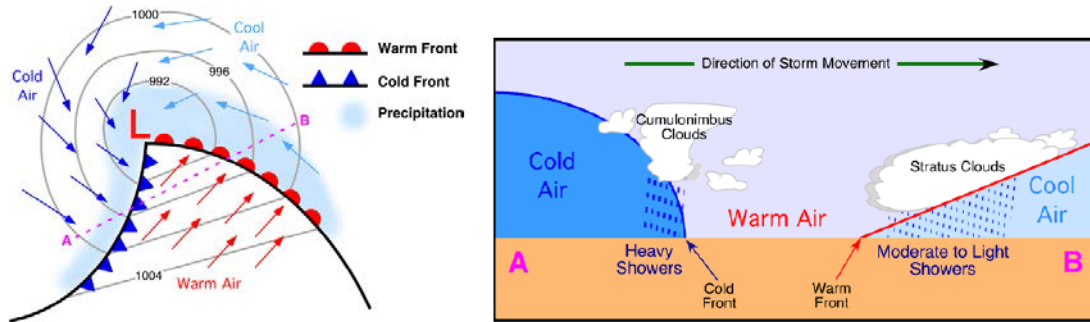 1000
Cool
Air
996
992
Cold
Air
L
B
A
1004
Warm Air
Warm Front
Cold Front
Precipitation
Direction of Storm Movement
Cumulonimbus
Clouds
Stratus Clouds
Cold
Air
Warm Air
Cool
Air
A
Heavy
Showers
Cold
Front
Warm
Front
Moderate to Light
Showers
B